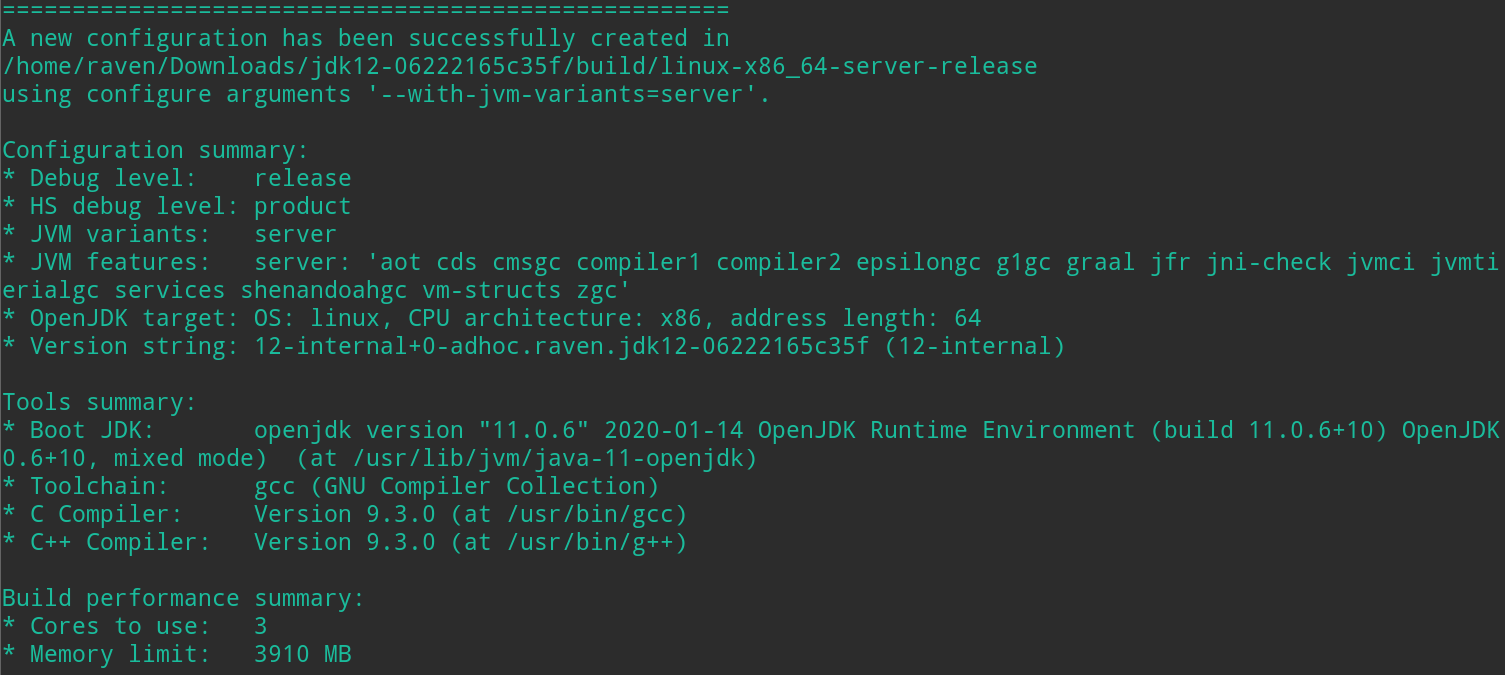 ====================================================
A new configuration has been successfully created in
/home/raven/Downloads/jdk12-06222165c35f/build/linux-x86_64-server-release
using configure arguments '--with-jvm-variants=server'.
Configuration summary:
* Debug level:    release
* HS debug level: product
* JVM variants:   server
* JVM features:   server: 'aot cds cmsgc compiler1 compiler2 epsilongc g1gc graal jfr jni-check jvmci jvmti
erialgc services shenandoahgc vm-structs zgc'
* OpenJDK target: OS: linux, CPU architecture: x86, address length: 64
* Version string: 12-internal+0-adhoc.raven.jdk12-06222165c35f (12-internal)
Tools summary:
* Boot JDK:       openjdk version "11.0.6" 2020-01-14 OpenJDK Runtime Environment (build 11.0.6+10) OpenJDK
0.6+10, mixed mode)  (at /usr/lib/jvm/java-11-openjdk)
* Toolchain:      gcc (GNU Compiler Collection)
* C Compiler:     Version 9.3.0 (at /usr/bin/gcc)
* C++ Compiler:   Version 9.3.0 (at /usr/bin/g++)
Build performance summary:
* Cores to use:   3
* Memory limit:   3910 MB